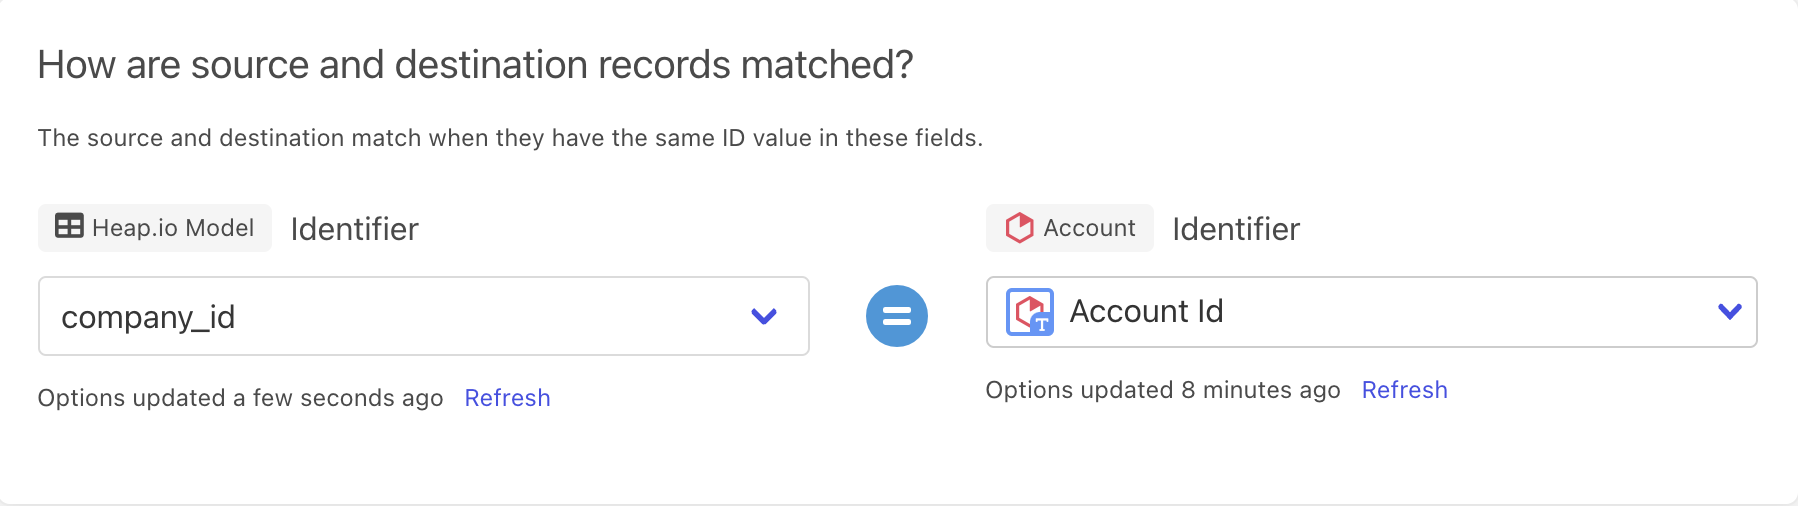 How are source and destination records matched?
The source and destination match when they have the same ID value in these fields.
Heap.io Model Identifier
Account Identifier
company_id
=
T Account Id
Options updated a few seconds ago Refresh
Options updated 8 minutes ago Refresh